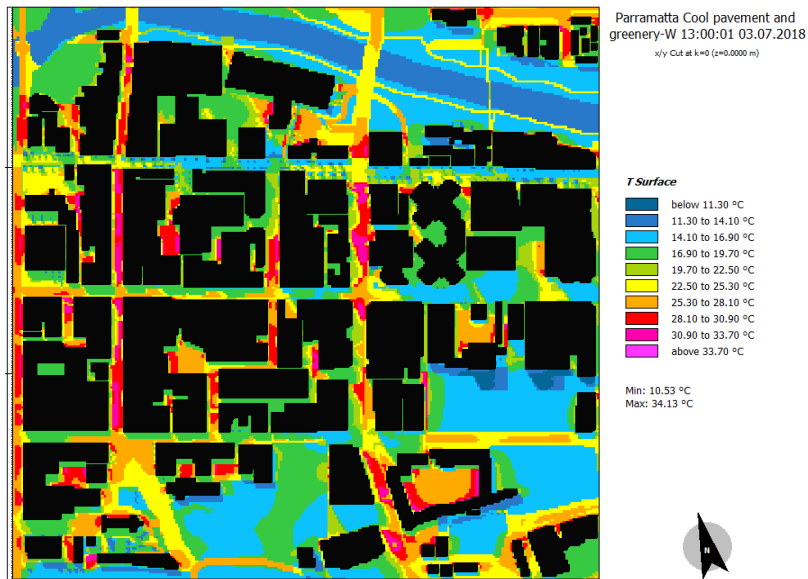 Parramatta Cool pavement and
greenery-W 13:00:01 03.07.2018
x/y Cut at k=0 (z=0.0000 m)
T Surface
below 11.30 °C
11.30 to 14.10 °C
14.10 to 16.90 °C
16.90 to 19.70 °C
19.70 to 22.50 °C
22.50 to 25.30 °C
25.30 to 28.10 °C
28.10 to 30.90 °C
30.90 to 33.70 °C
above 33.70 °C
Min: 10.53 °C
Max: 34.13 °C
N